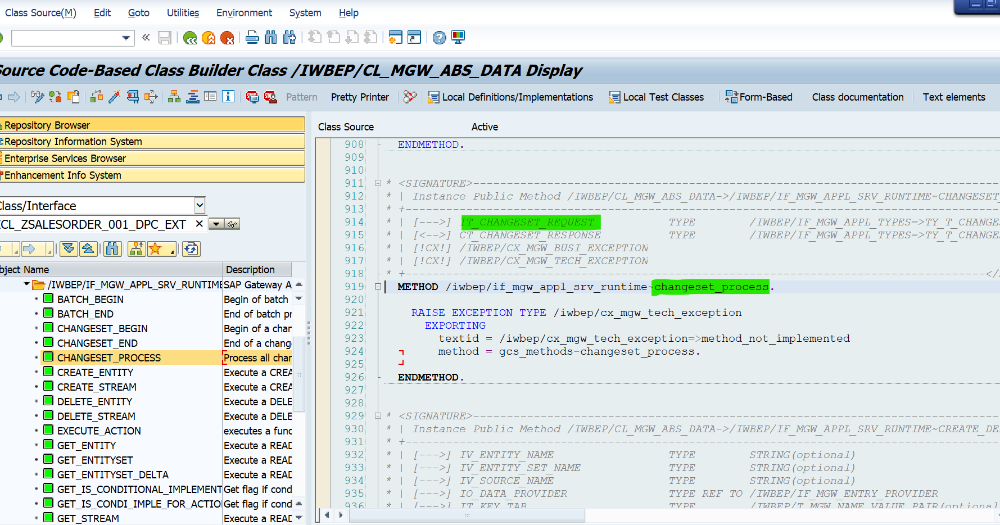 Class Source(M) Edit Goto Utilities Environment System Help
Source Code-Based Class Builder Class /IWBEP/CL_MGW_ABS_DATA Display
Pattern Pretty Printer Local Definitions/Implementations Local Test Classes Form-Based Class documentation Text elements
Repository Browser
Repository Information System
Enterprise Services Browser
Enhancement Info System
Class/Interface
CL_ZSALESORDER_001_DPC_EXT
Object Name Description
/IWBEP/IF_MGW_APPL_SRV_RUNTIME SAP Gateway A
BATCH_BEGIN Begin of batch
BATCH_END End of batch pr
CHANGESET_BEGIN Begin of a chan
CHANGESET_END End of a change
CHANGESET_PROCESS Process all char
CREATE_ENTITY Execute a CREA
CREATE_STREAM Execute a CREA
DELETE_ENTITY Execute a DELE
DELETE_STREAM Execute a DELE
EXECUTE_ACTION executes a func
GET_ENTITY Execute a READ
GET_ENTITYSET Execute a READ
GET_ENTITYSET_DELTA Execute a READ
GET_IS_CONDITIONAL_IMPLEMENT Get flag if cond
GET_IS_CONDI_IMPLE_FOR_ACTIO Get flag if cond
GET_STREAM Execute a READ
Class Source Active
908 ENDMETHOD.
909
910
911 * <SIGNATURE>---------------------------------------------------------------------------------------
912 * | Instance Public Method /IWBEP/CL_MGW_ABS_DATA->/IWBEP/IF_MGW_APPL_SRV_RUNTIME~CHANGESET_
913 * +-------------------------------------------------------------------------------------------------
914 * | [--->] IT_CHANGESET_REQUEST TYPE /IWBEP/IF_MGW_APPL_TYPES=>TY_T_CHANGE
915 * | [<-->] CT_CHANGESET_RESPONSE TYPE /IWBEP/IF_MGW_APPL_TYPES=>TY_T_CHANGE
916 * | [!CX!] /IWBEP/CX_MGW_BUSI_EXCEPTION
917 * | [!CX!] /IWBEP/CX_MGW_TECH_EXCEPTION
918 * +--------------------------------------------------------------------------------------</
919 METHOD /iwbep/if_mgw_appl_srv_runtime~changeset_process.
920
921 RAISE EXCEPTION TYPE /iwbep/cx_mgw_tech_exception
922 EXPORTING
923 textid = /iwbep/cx_mgw_tech_exception=>method_not_implemented
924 method = gcs_methods-changeset_process.
925
926 ENDMETHOD.
927
928
929 * <SIGNATURE>---------------------------------------------------------------------------------------
930 * | Instance Public Method /IWBEP/CL_MGW_ABS_DATA->/IWBEP/IF_MGW_APPL_SRV_RUNTIME~CREATE_DE
931 * +-------------------------------------------------------------------------------------------------
932 * | [--->] IV_ENTITY_NAME TYPE STRING(optional)
933 * | [--->] IV_ENTITY_SET_NAME TYPE STRING(optional)
934 * | [--->] IV_SOURCE_NAME TYPE STRING(optional)
935 * | [--->] IO_DATA_PROVIDER TYPE REF TO /IWBEP/IF_MGW_ENTRY_PROVIDER
936 * | [--->] IT_KEY_TAB TYPE /IWBEP/T_MGW_NAME_VALUE_PAIR(optional